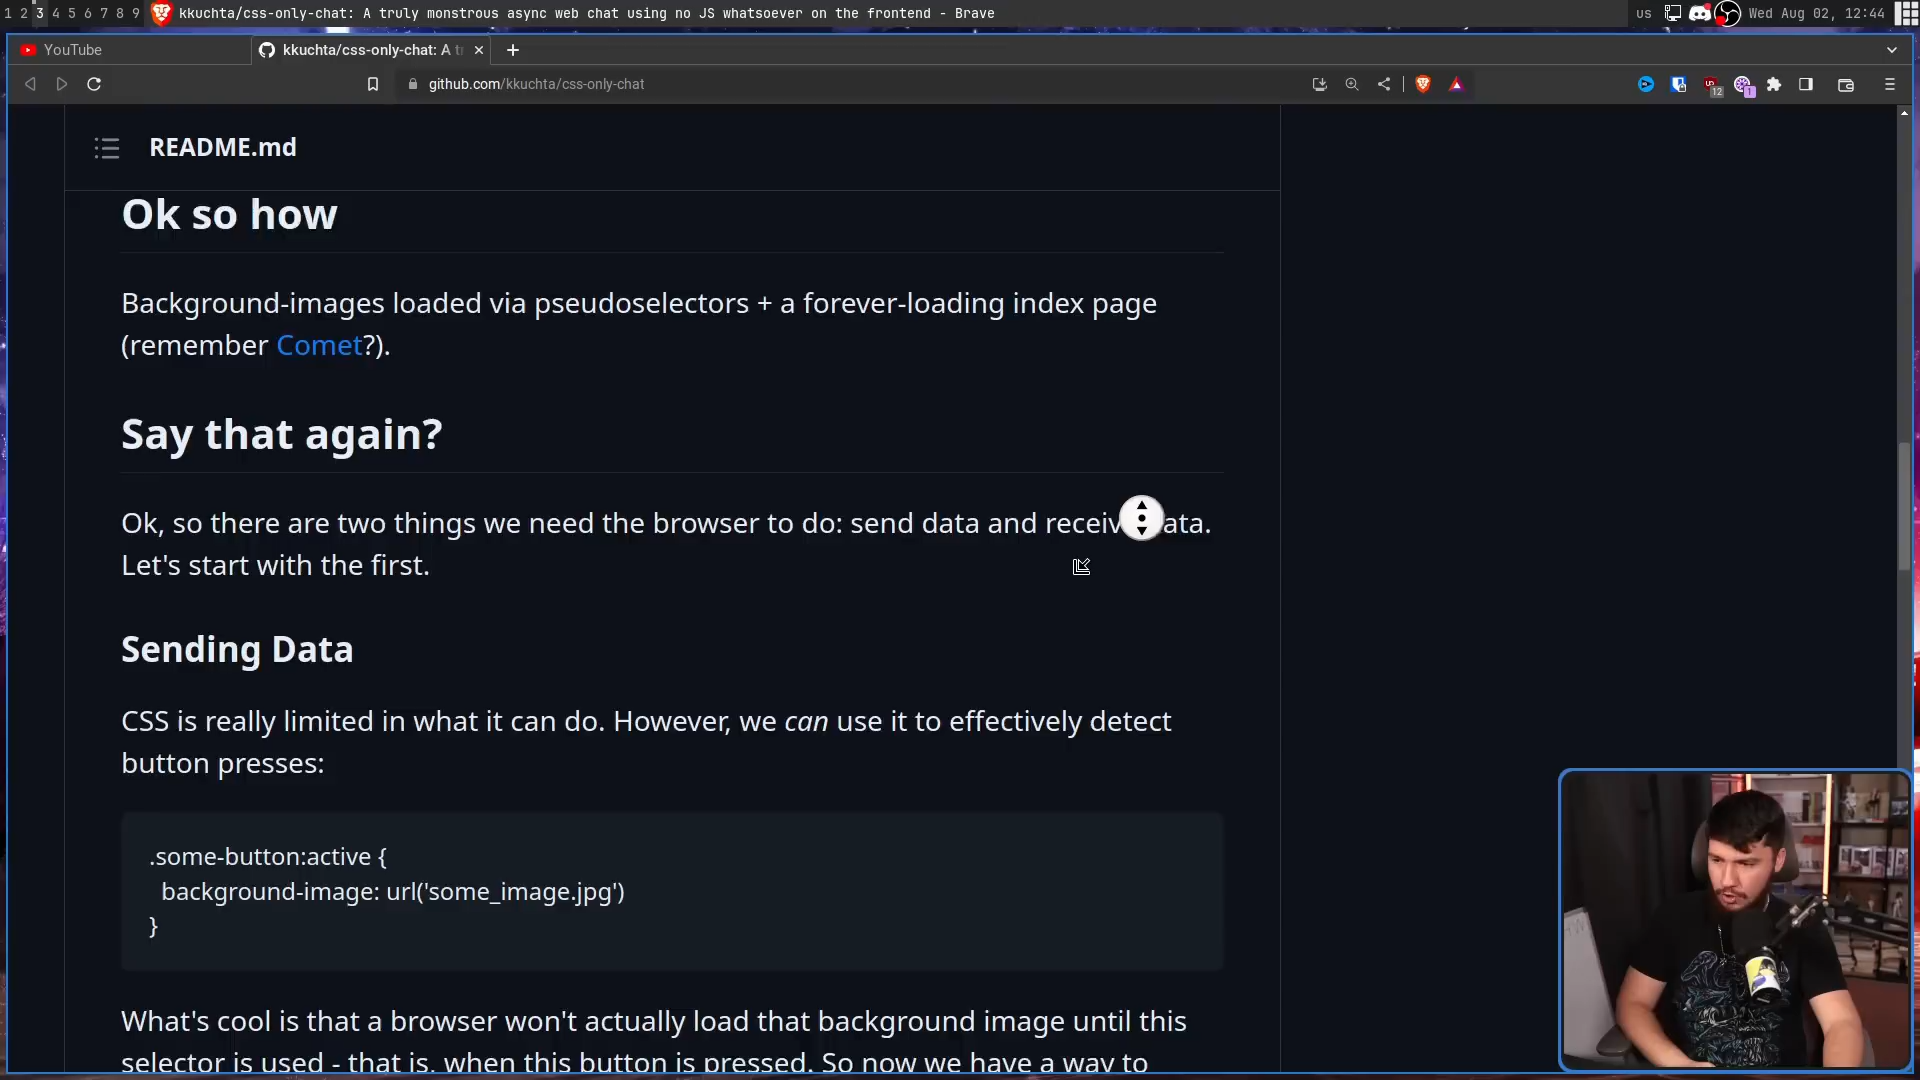 1 2 3 4 5 6 7 8 9 kkuchta/css-only-chat: A truly monstrous async web chat using no JS whatsoever on the frontend - Brave us Wed Aug 02, 12:44
YouTube kkuchta/css-only-chat: A t
github.com/kkuchta/css-only-chat 12 1
README.md
Ok so how
Background-images loaded via pseudoselectors + a forever-loading index page
(remember Comet?).
Say that again?
Ok, so there are two things we need the browser to do: send data and receiv ata.
Let's start with the first.
Sending Data
CSS is really limited in what it can do. However, we can use it to effectively detect
button presses:
.some-button:active {
background-image: url('some_image.jpg')
}
What's cool is that a browser won't actually load that background image until this
selector is used - that is, when this button is pressed. So now we have a way to